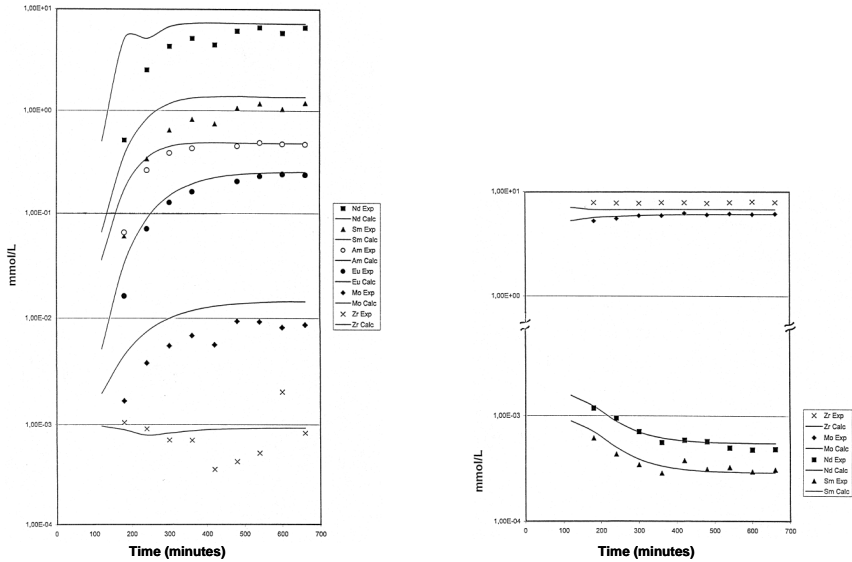 mmol/L
1,00E+01
1,00E+00
1,00E-01
1,00E-02
1,00E-03
1,00E-04
0
100
200
300
400
500
600
700
Time (minutes)
Nd Exp
Nd Calc
Sm Exp
Sm Calc
Am Exp
Am Calc
Eu Exp
Eu Calc
Mo Exp
Mo Calc
Zr Exp
Zr Calc
mmol/L
1,00E+01
1,00E+00
1,00E-03
mmol/L
1,00E-04
0
100
200
300
400
500
600
700
Time (minutes)
Zr Exp
Zr Calc
Mo Exp
Mo Calc
Nd Exp
Nd Calc
Sm Exp
Sm Calc